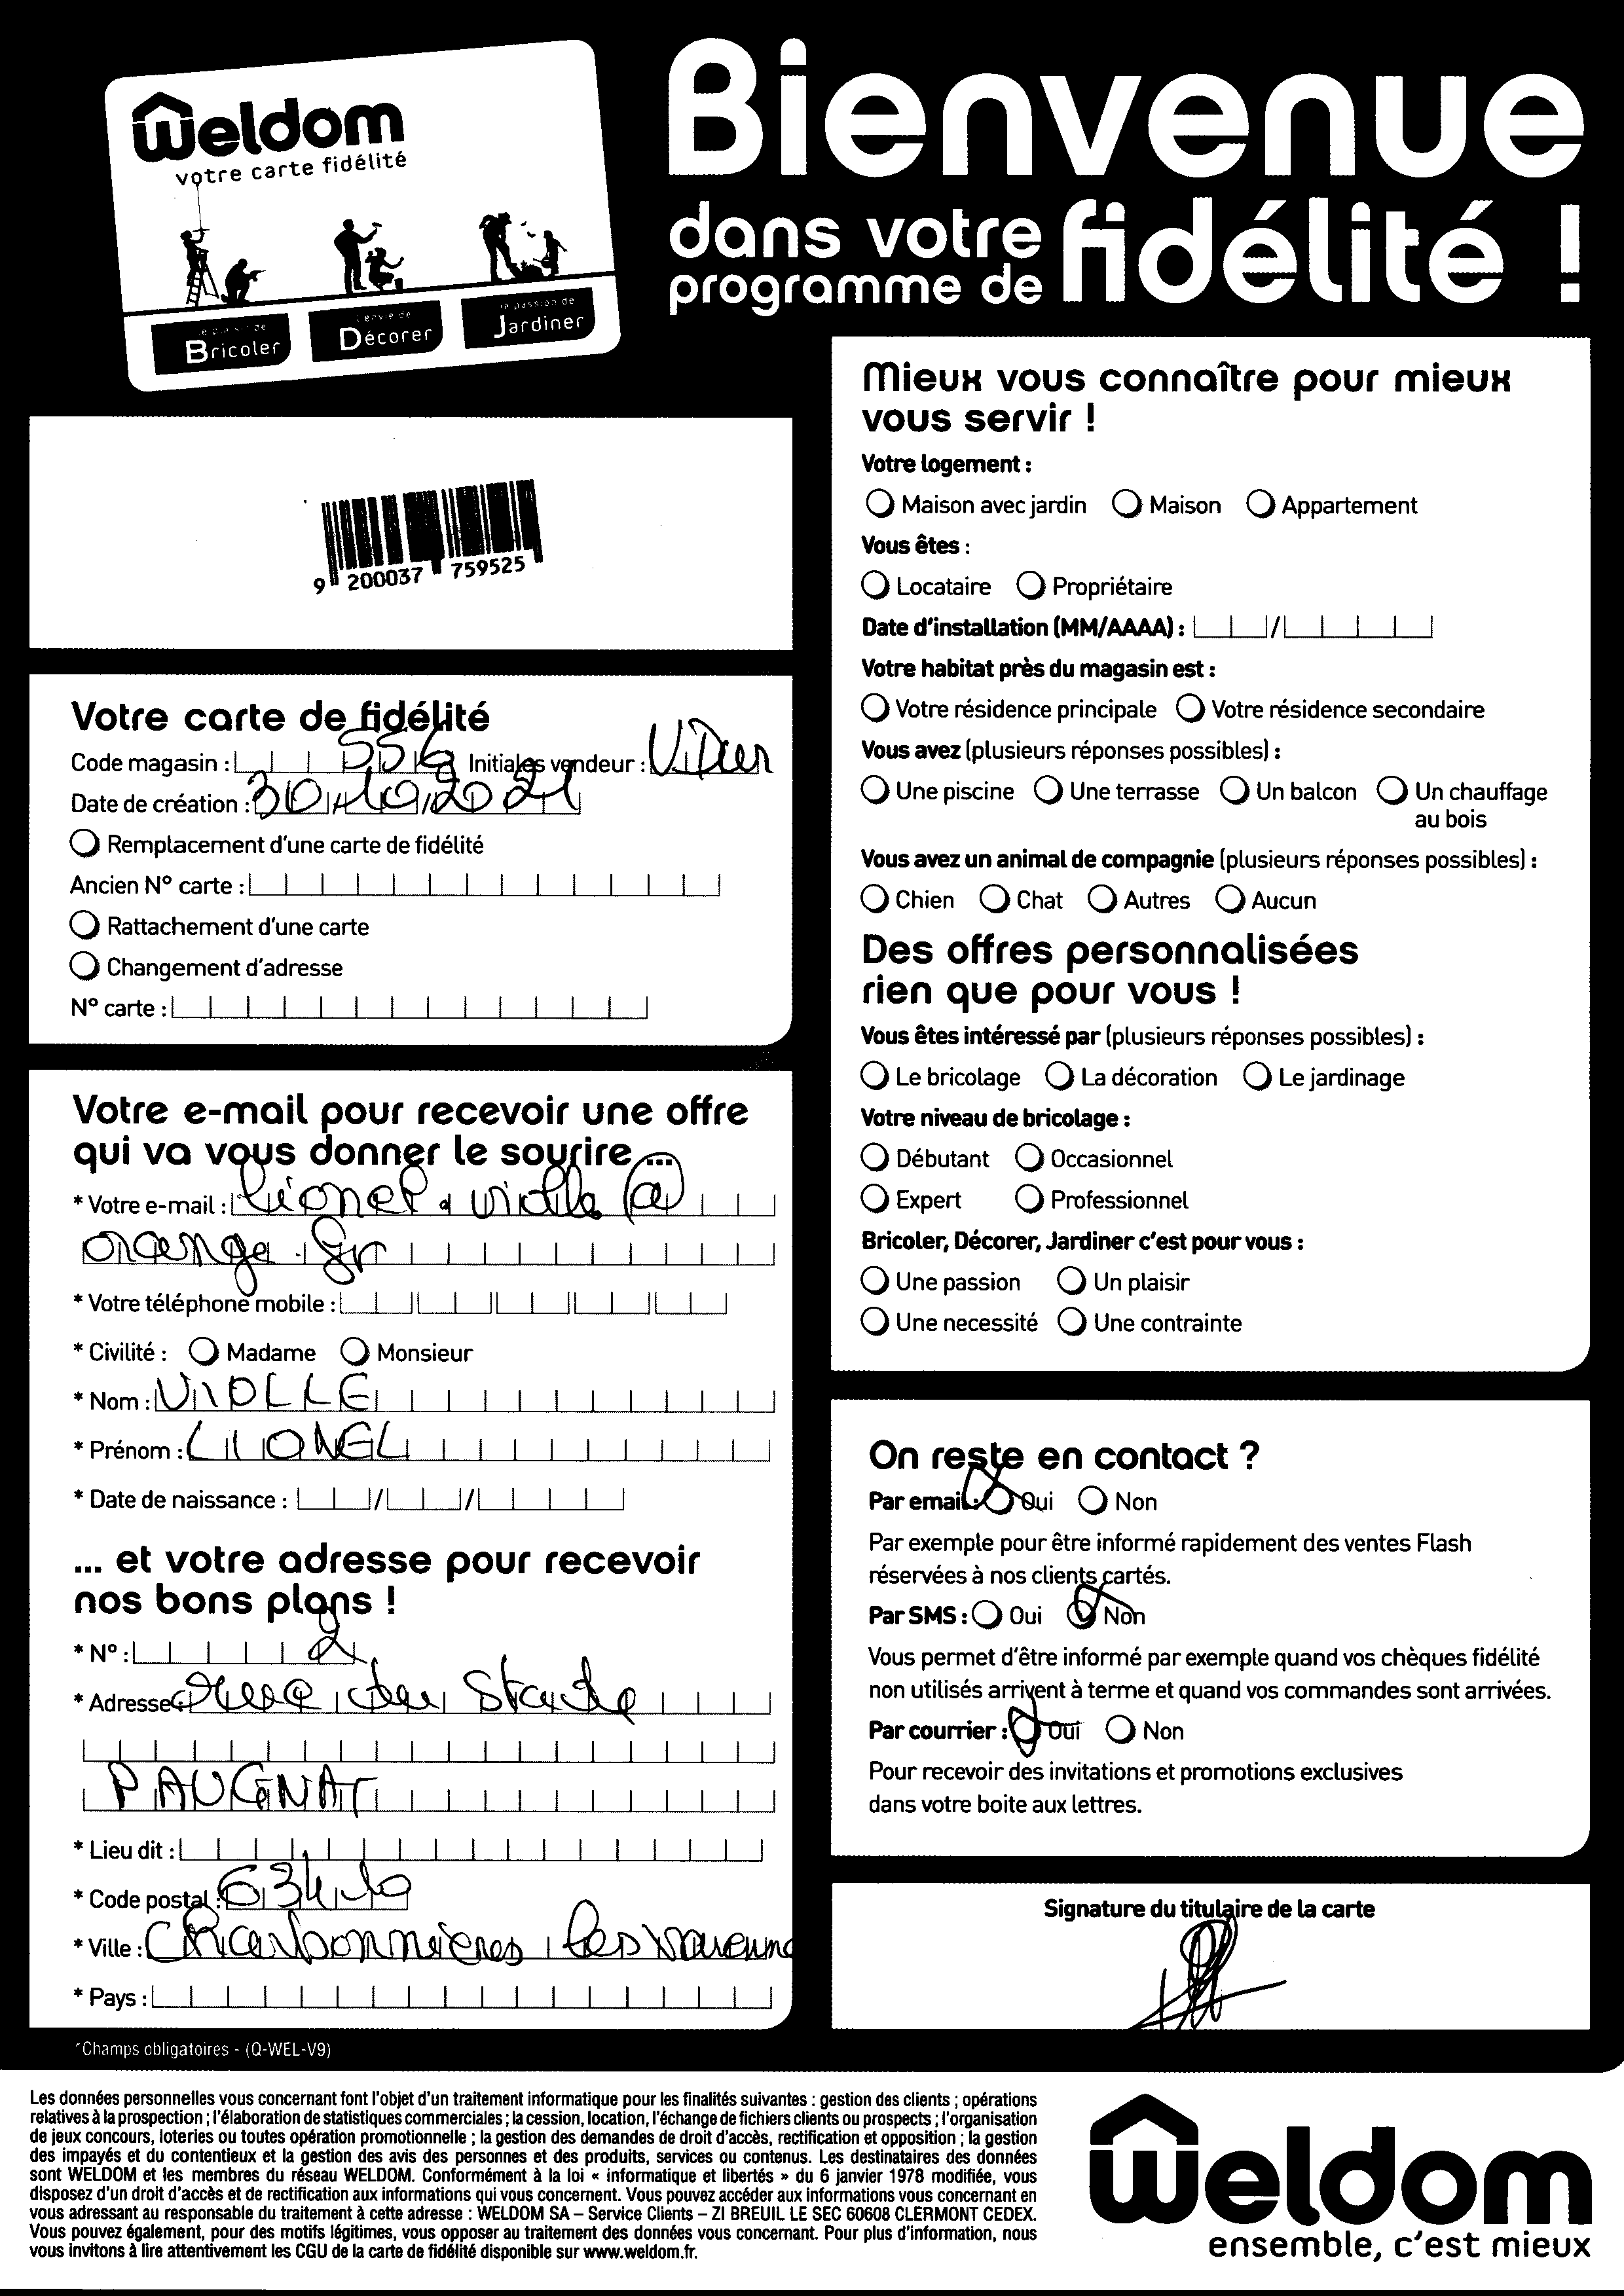 weldom
votre carte fidélité
Bricoler
Décorer
la passion de
Jardiner
Bienvenue
dans votre
programme de fidélité !
9 200037 759525
Votre carte de fidélité
Code magasin : 556 Initiales vendeur :
Date de création : 30/10/2021
Remplacement d'une carte de fidélité
Ancien N° carte :
Rattachement d'une carte
Changement d'adresse
N° carte :
Votre e-mail pour recevoir une offre
qui va vous donner le sourire ...
* Votre e-mail : lionel.violle@
orange.fr
* Votre téléphone mobile :
* Civilité : Madame Monsieur
* Nom : VIOLLE
* Prénom : LIONEL
* Date de naissance : / /
... et votre adresse pour recevoir
nos bons plans !
* N° : 2
* Adresse : rue du Stade
PAUGNAT
* Lieu dit :
* Code postal : 63410
* Ville : Charbonnieres les varenne
* Pays :
*Champs obligatoires - (Q-WEL-V9)
Mieux vous connaître pour mieux
vous servir !
Votre logement :
Maison avec jardin Maison Appartement
Vous êtes :
Locataire Propriétaire
Date d'installation (MM/AAAA) : /
Votre habitat près du magasin est :
Votre résidence principale Votre résidence secondaire
Vous avez (plusieurs réponses possibles) :
Une piscine Une terrasse Un balcon Un chauffage
au bois
Vous avez un animal de compagnie (plusieurs réponses possibles) :
Chien Chat Autres Aucun
Des offres personnalisées
rien que pour vous !
Vous êtes intéressé par (plusieurs réponses possibles) :
Le bricolage La décoration Le jardinage
Votre niveau de bricolage :
Débutant Occasionnel
Expert Professionnel
Bricoler, Décorer, Jardiner c'est pour vous :
Une passion Un plaisir
Une necessité Une contrainte
On reste en contact ?
Par email : Oui Non
Par exemple pour être informé rapidement des ventes Flash
réservées à nos clients cartés.
Par SMS : Oui Non
Vous permet d'être informé par exemple quand vos chèques fidélité
non utilisés arrivent à terme et quand vos commandes sont arrivées.
Par courrier : Oui Non
Pour recevoir des invitations et promotions exclusives
dans votre boite aux lettres.
Signature du titulaire de la carte
Les données personnelles vous concernant font l'objet d'un traitement informatique pour les finalités suivantes : gestion des clients ; opérations
relatives à la prospection ; l'élaboration de statistiques commerciales ; la cession, location, l'échange de fichiers clients ou prospects ; l'organisation
de jeux concours, loteries ou toutes opération promotionnelle ; la gestion des demandes de droit d'accès, rectification et opposition ; la gestion
des impayés et du contentieux et la gestion des avis des personnes et des produits, services ou contenus. Les destinataires des données
sont WELDOM et les membres du réseau WELDOM. Conformément à la loi « informatique et libertés » du 6 janvier 1978 modifiée, vous
disposez d'un droit d'accès et de rectification aux informations qui vous concernent. Vous pouvez accéder aux informations vous concernant en
vous adressant au responsable du traitement à cette adresse : WELDOM SA – Service Clients – ZI BREUIL LE SEC 60608 CLERMONT CEDEX.
Vous pouvez également, pour des motifs légitimes, vous opposer au traitement des données vous concernant. Pour plus d'information, nous
vous invitons à lire attentivement les CGU de la carte de fidélité disponible sur www.weldom.fr.
weldom
ensemble, c'est mieux